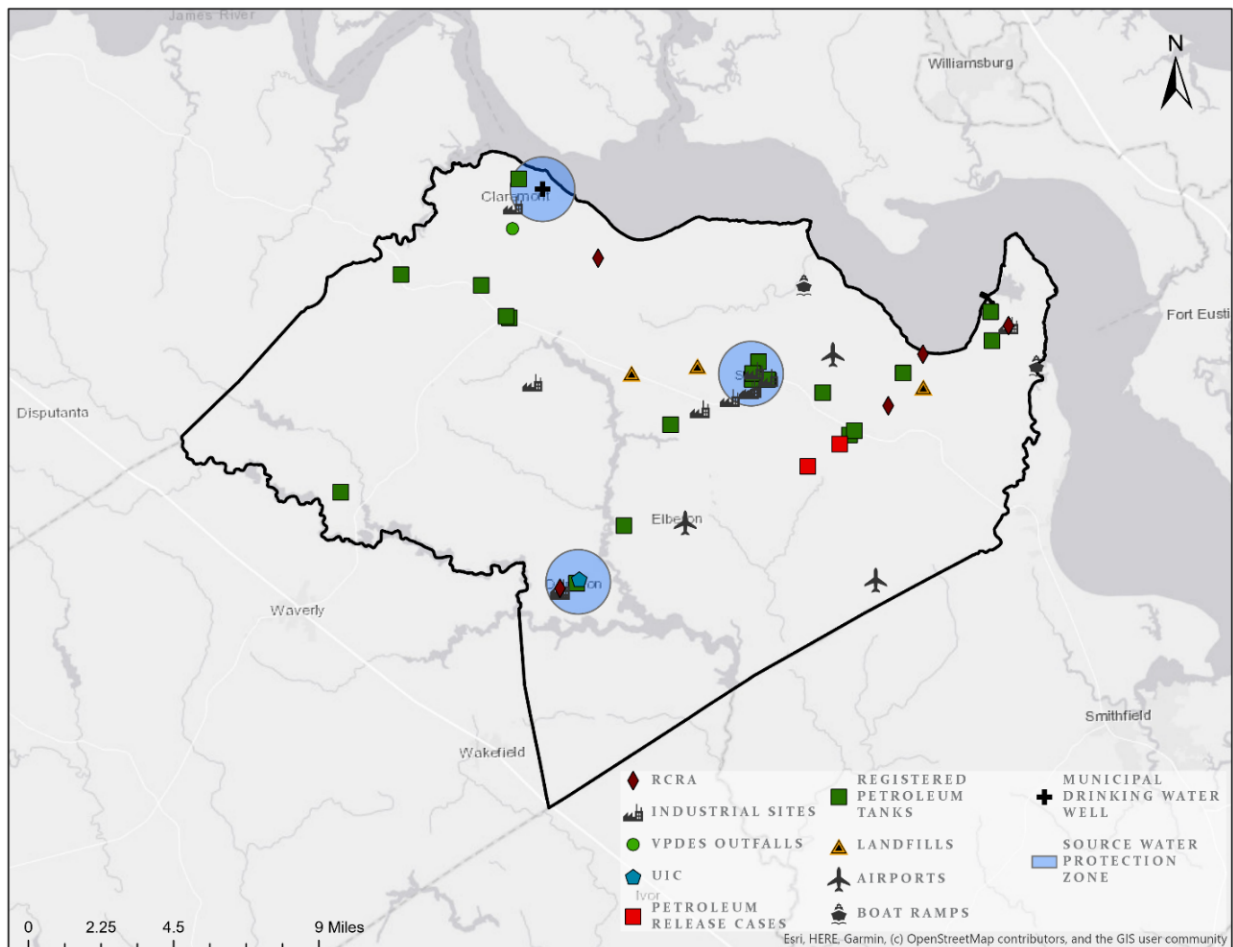 James River
N
Williamsburg
Claremont
Fort Eusti
Disputanta
Elberon
Waverly
Smithfield
Wakefield
RCRA
INDUSTRIAL SITES
VPDES OUTFALLS
UIC
PETROLEUM
RELEASE CASES
REGISTERED
PETROLEUM
TANKS
LANDFILLS
AIRPORTS
BOAT RAMPS
MUNICIPAL
DRINKING WATER
WELL
SOURCE WATER
PROTECTION
ZONE
Ivor
0 2.25 4.5 9 Miles
Esri, HERE, Garmin, (c) OpenStreetMap contributors, and the GIS user community